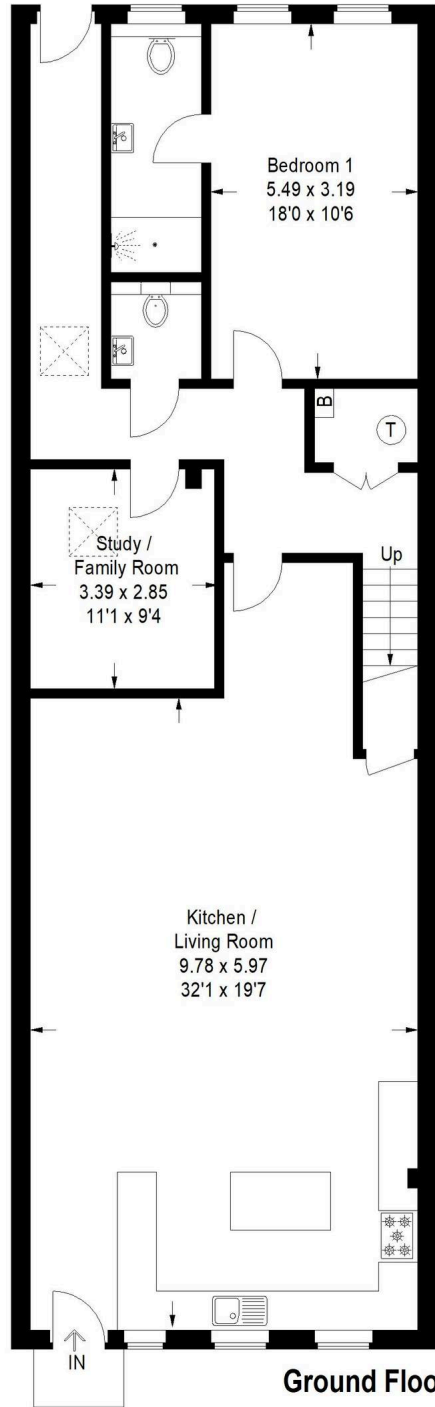 Bedroom 1
5.49 x 3.19
18'0 x 10'6
B
T
Up
Study /
Family Room
3.39 x 2.85
11'1 x 9'4
Kitchen /
Living Room
9.78 x 5.97
32'1 x 19'7
IN
Ground Floo